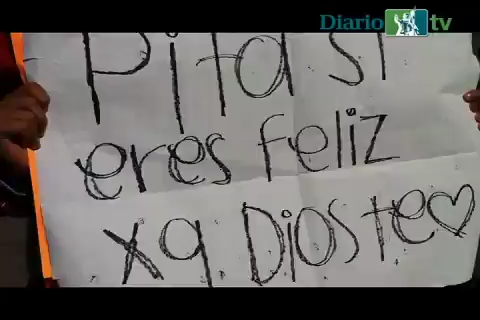 Diario tv
Pita si
eres feliz
xq Dios te ♡